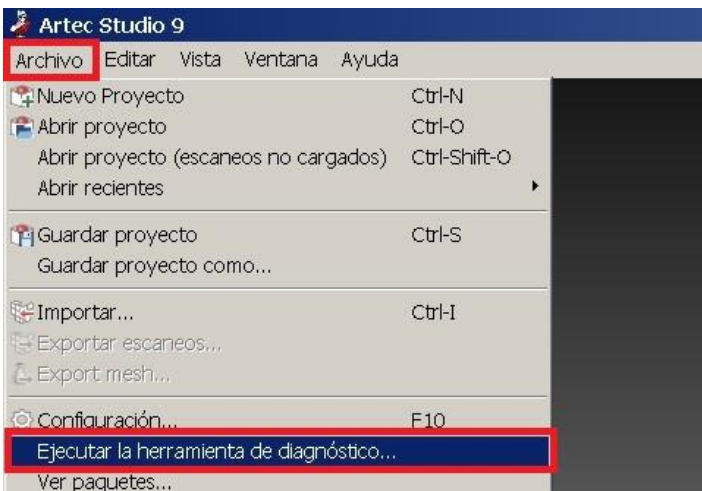 Artec Studio 9
Archivo Editar Vista Ventana Ayuda
Nuevo Proyecto Ctrl-N
Abrir proyecto Ctrl-O
Abrir proyecto (escaneos no cargados) Ctrl-Shift-O
Abrir recientes
Guardar proyecto Ctrl-S
Guardar proyecto como...
Importar... Ctrl-I
Exportar escaneos...
Export mesh...
Configuración... F10
Ejecutar la herramienta de diagnóstico...
Ver paquetes...